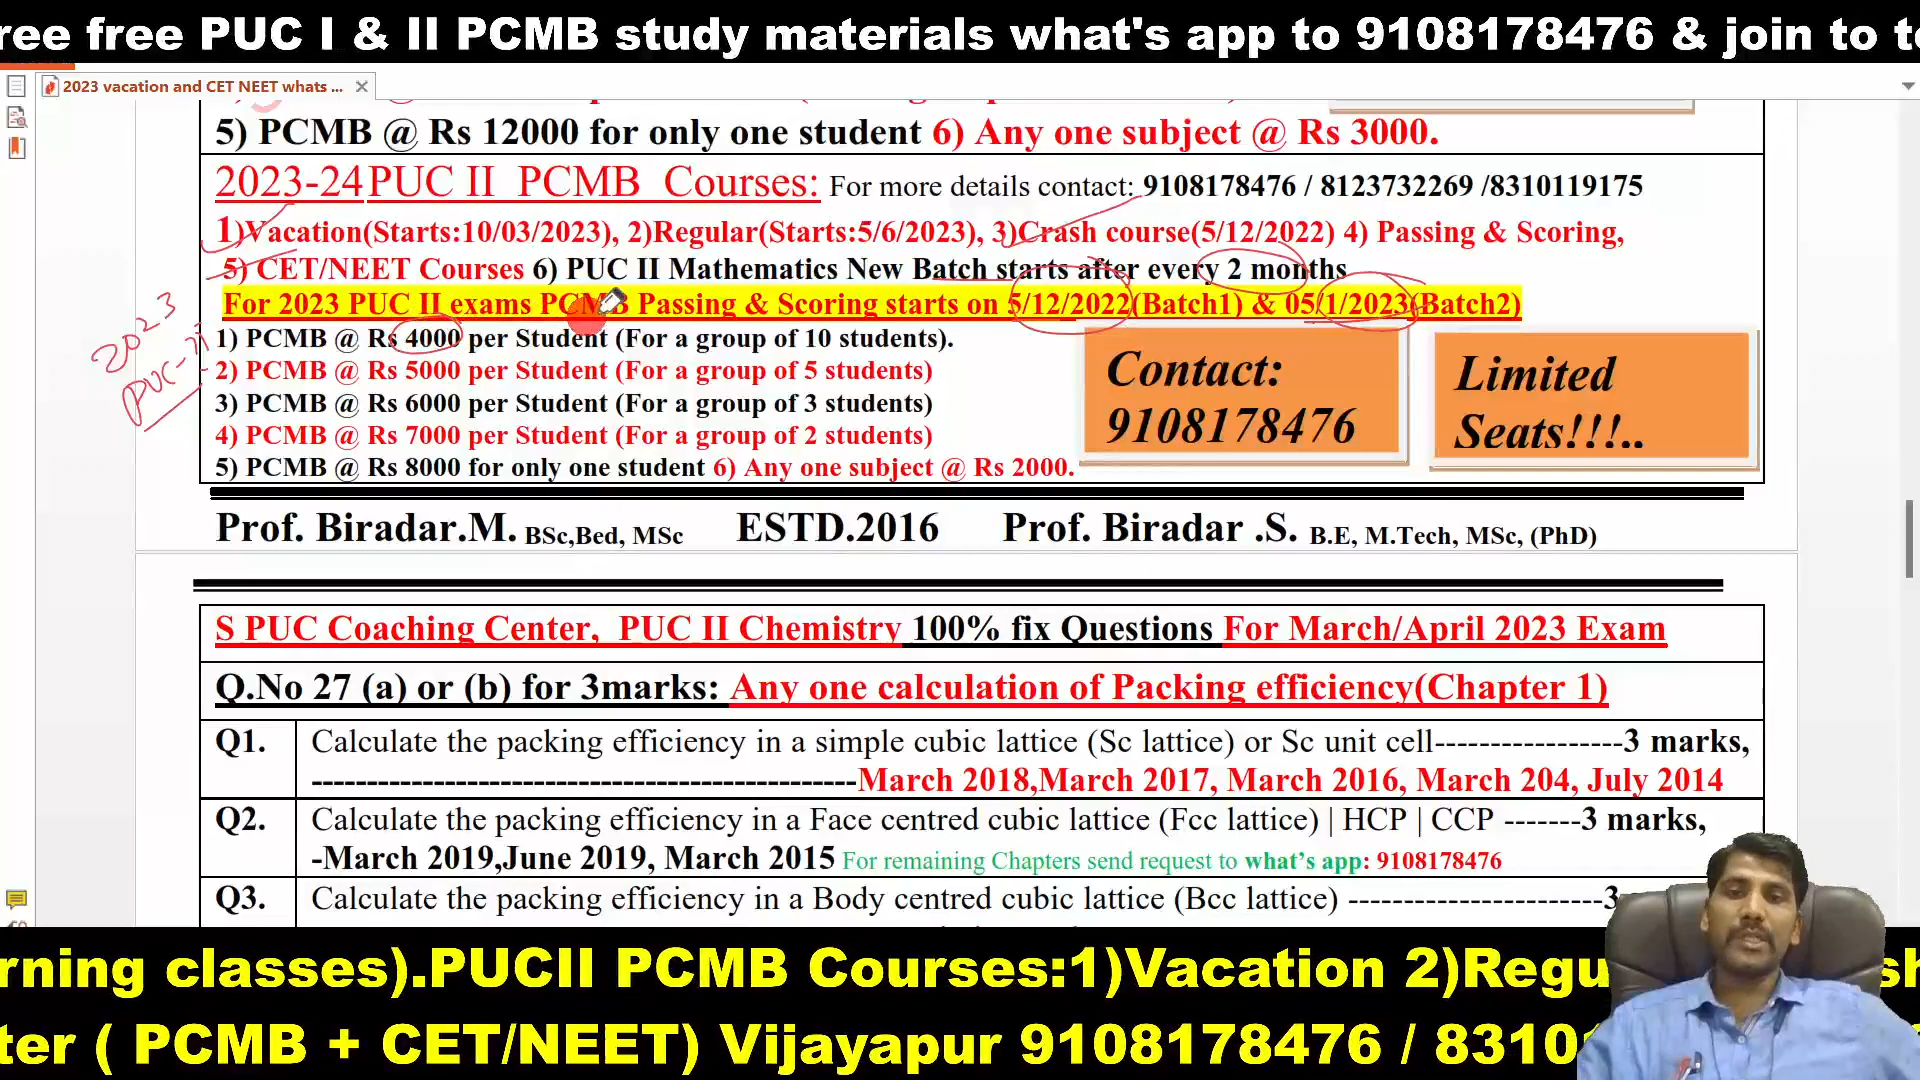 ree free PUC I & II PCMB study materials what's app to 9108178476 & join to t
2023 vacation and CET NEET whats ...
5) PCMB @ Rs 12000 for only one student 6) Any one subject @ Rs 3000.
2023-24 PUC II PCMB Courses: For more details contact: 9108178476 / 8123732269 /8310119175
1)Vacation(Starts:10/03/2023), 2)Regular(Starts:5/6/2023), 3)Crash course(5/12/2022) 4) Passing & Scoring,
5) CET/NEET Courses 6) PUC II Mathematics New Batch starts after every 2 months
For 2023 PUC II exams PCMB Passing & Scoring starts on 5/12/2022(Batch1) & 05/1/2023(Batch2)
2023
PUC-II
1) PCMB @ Rs 4000 per Student (For a group of 10 students).
2) PCMB @ Rs 5000 per Student (For a group of 5 students)
3) PCMB @ Rs 6000 per Student (For a group of 3 students)
4) PCMB @ Rs 7000 per Student (For a group of 2 students)
5) PCMB @ Rs 8000 for only one student 6) Any one subject @ Rs 2000.
Contact:
9108178476
Limited
Seats!!!..
Prof. Biradar.M. BSc,Bed, MSc ESTD.2016 Prof. Biradar .S. B.E, M.Tech, MSc, (PhD)
S PUC Coaching Center, PUC II Chemistry 100% fix Questions For March/April 2023 Exam
Q.No 27 (a) or (b) for 3marks: Any one calculation of Packing efficiency(Chapter 1)
Q1. Calculate the packing efficiency in a simple cubic lattice (Sc lattice) or Sc unit cell-----------------3 marks,
-------------------------------------------------March 2018,March 2017, March 2016, March 204, July 2014
Q2. Calculate the packing efficiency in a Face centred cubic lattice (Fcc lattice) | HCP | CCP -------3 marks,
-March 2019,June 2019, March 2015 For remaining Chapters send request to what's app: 9108178476
Q3. Calculate the packing efficiency in a Body centred cubic lattice (Bcc lattice) -----------------------3
rning classes).PUCII PCMB Courses:1)Vacation 2)Regu
ter ( PCMB + CET/NEET) Vijayapur 9108178476 / 8310